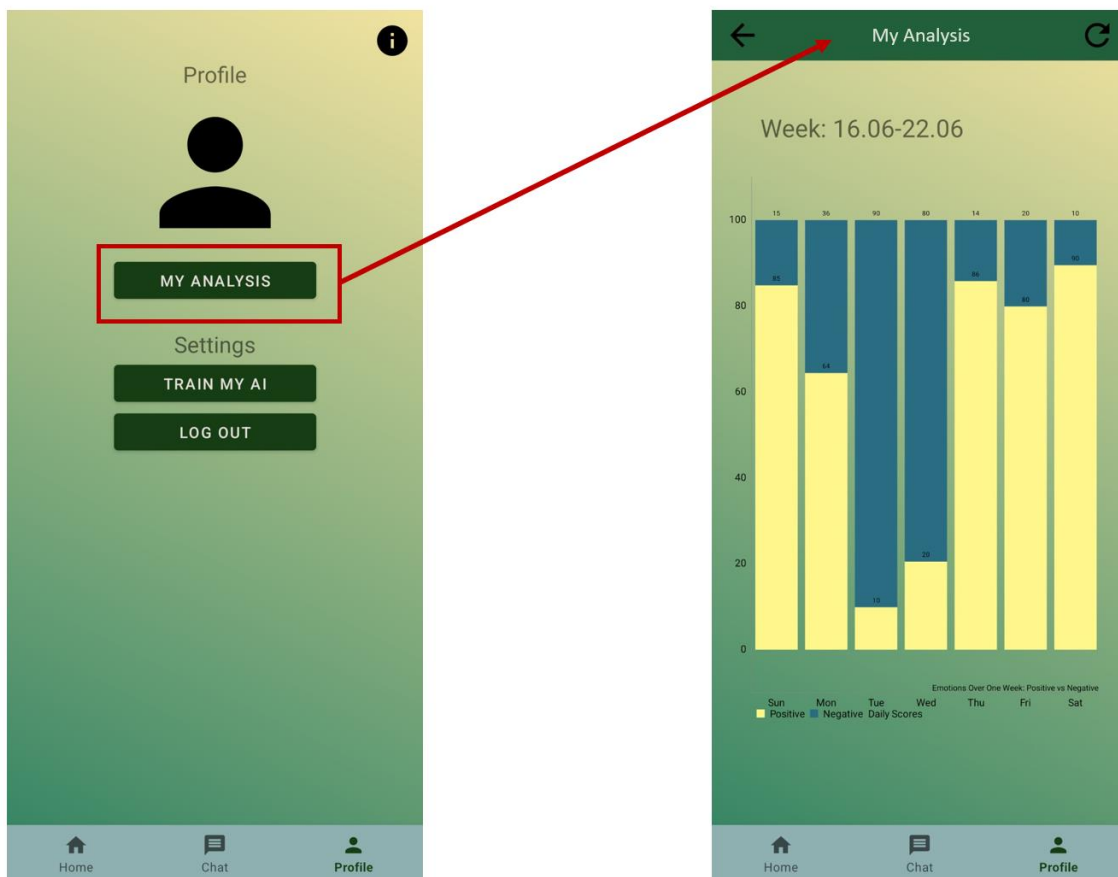 Profile
MY ANALYSIS
Settings
TRAIN MY AI
LOG OUT
Home Chat Profile
My Analysis
Week: 16.06-22.06
100 15 36 90 80 14 20 10
90
86
85
80
80
64
60
40
20
20
10
0
Emotions Over One Week: Positive vs Negative
Sun Mon Tue Wed Thu Fri Sat
Positive Negative Daily Scores
Home Chat Profile